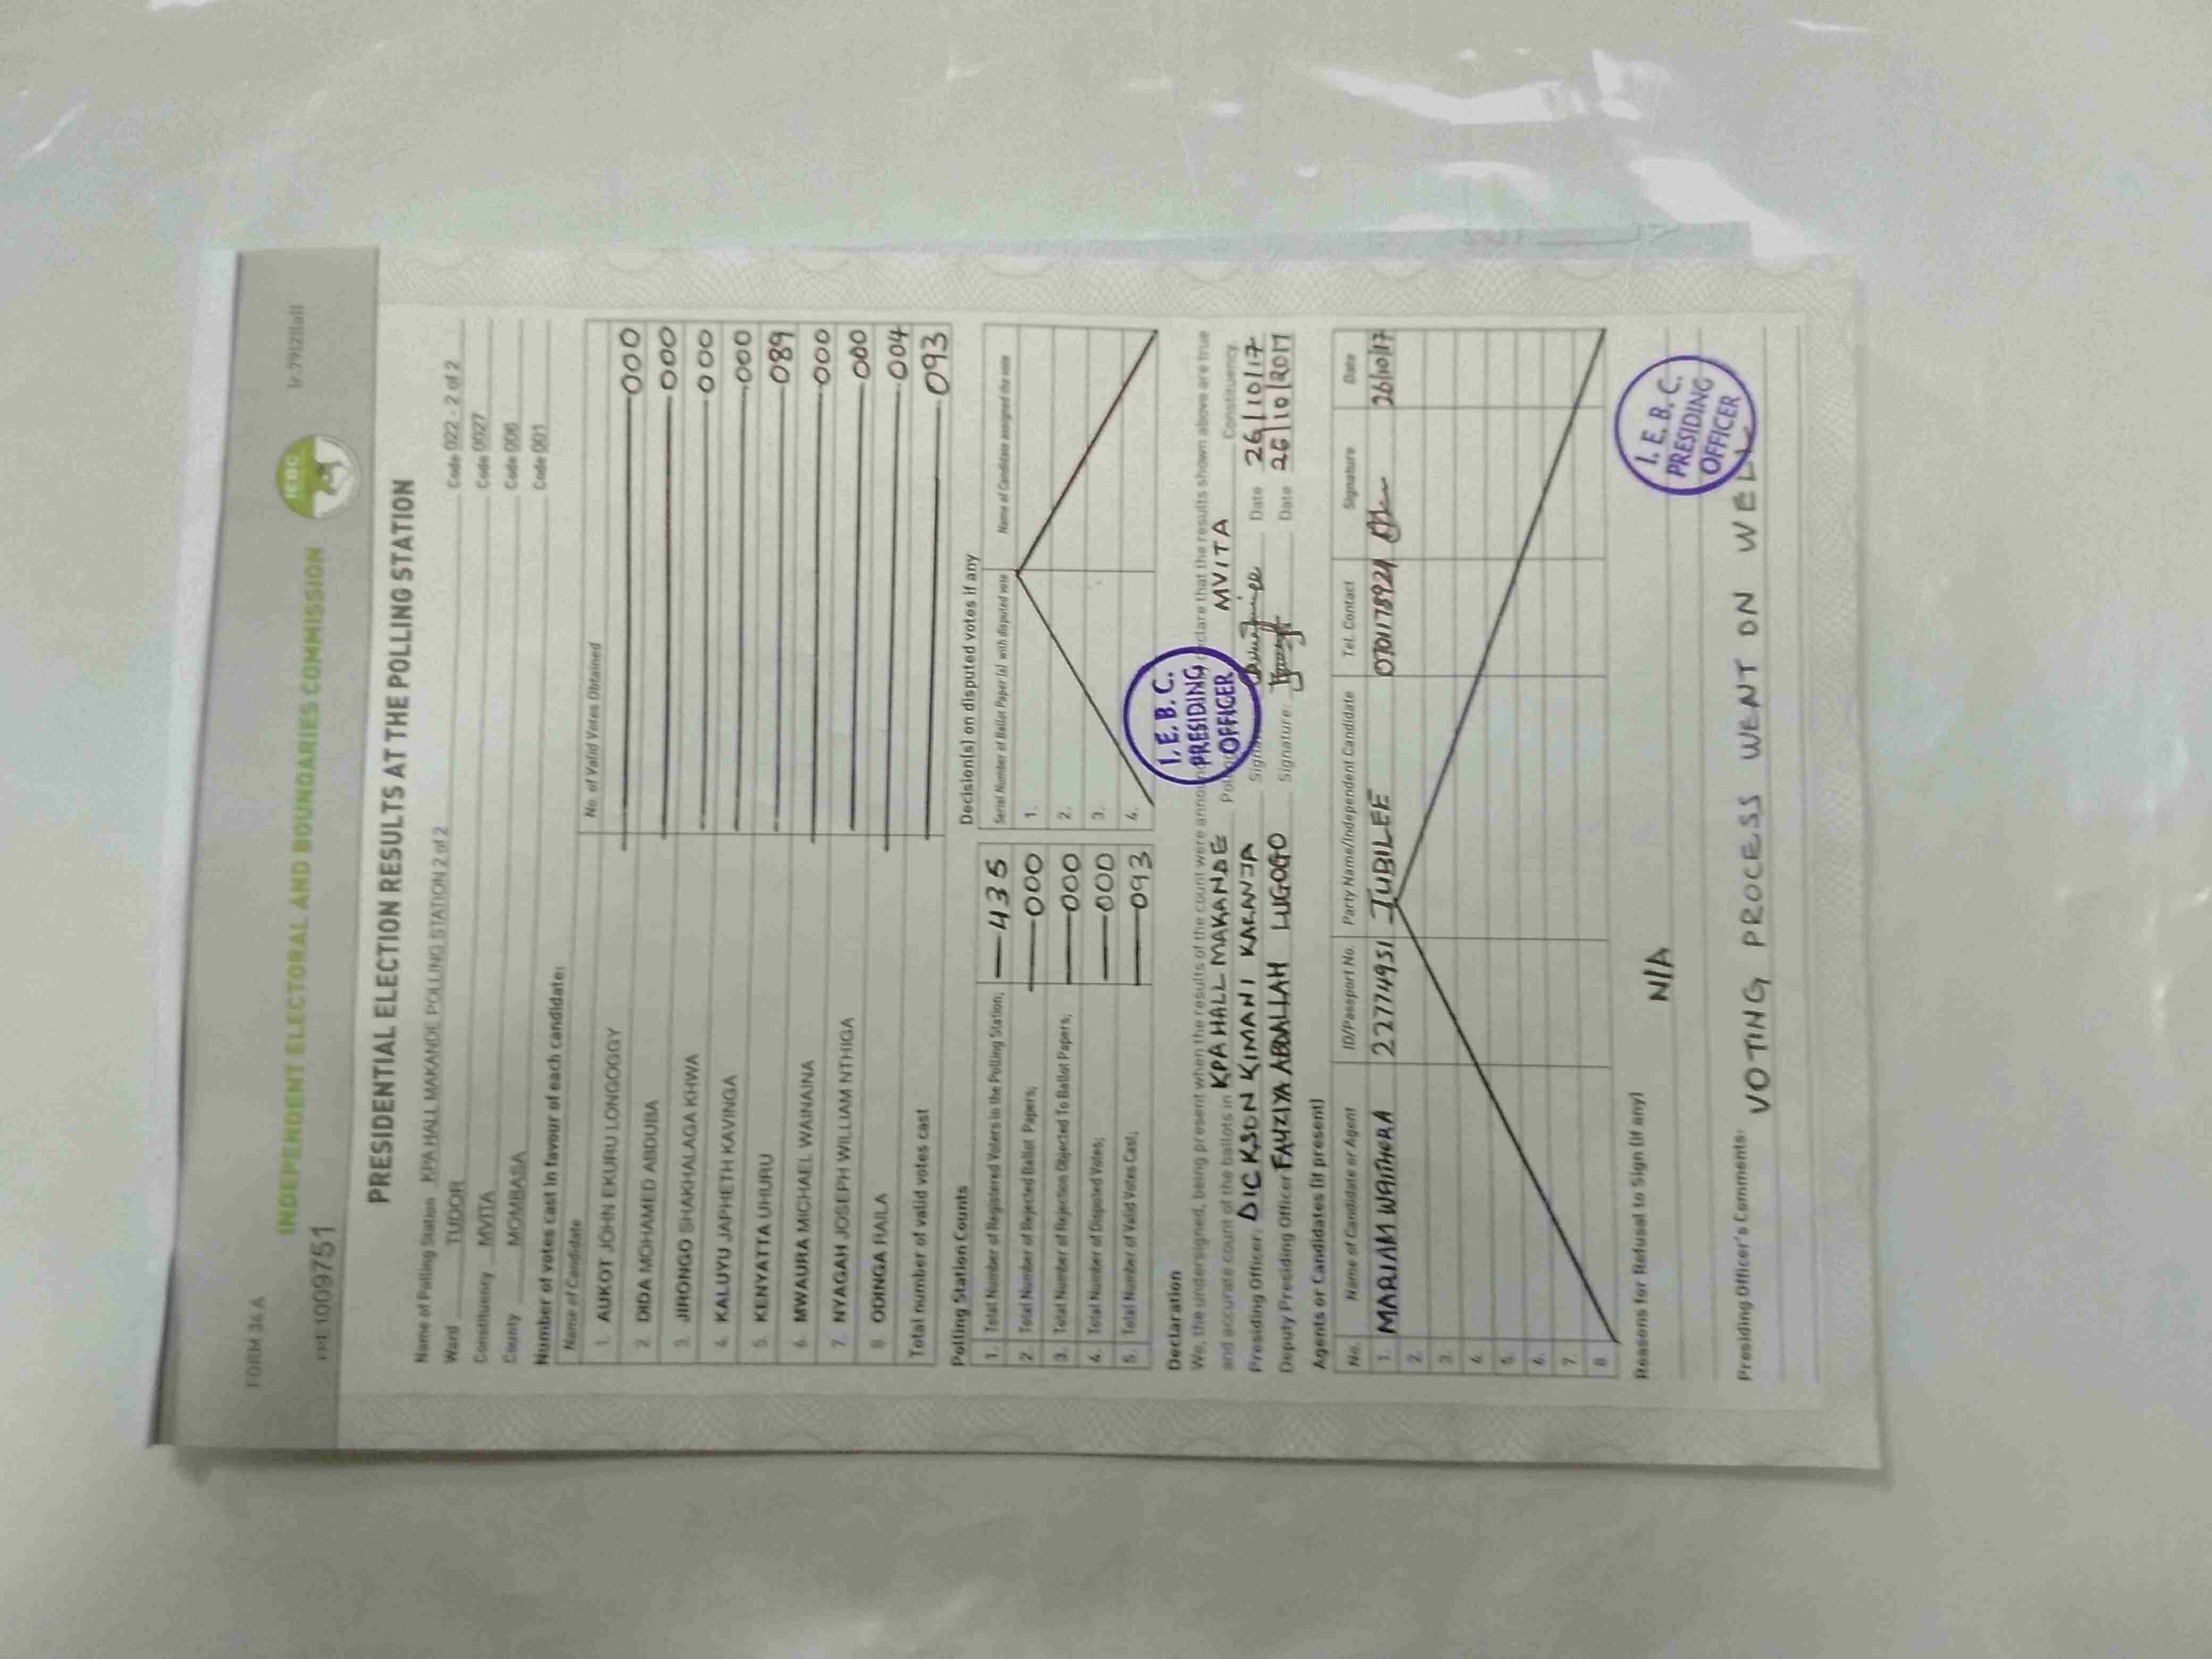 FORM 34 A
INDEPENDENT ELECTORAL AND BOUNDARIES COMMISSION
IEBC
PRE 1009751
PRESIDENTIAL ELECTION RESULTS AT THE POLLING STATION
Name of Polling Station KPA HALL MAKANDE POLLING STATION 2 of 2 Code 022 - 2 of 2
Ward TUDOR Code 0027
Constituency MVITA Code 006
County MOMBASA Code 001
Number of votes cast in favour of each candidate:
Name of Candidate No. of Valid Votes Obtained
1. AUKOT JOHN EKURU LONGOGGY 000
2. DIDA MOHAMED ABDUBA 000
3. JIRONGO SHAKHALAGA KHWA 000
4. KALUYU JAPHETH KAVINGA 000
5. KENYATTA UHURU 089
6. MWAURA MICHAEL WAINAINA 000
7. NYAGAH JOSEPH WILLIAM NTHIGA 000
8. ODINGA RAILA 004
Total number of valid votes cast 093
Polling Station Counts
1. Total Number of Registered Voters in the Polling Station; 435
2. Total Number of Rejected Ballot Papers; 000
3. Total Number of Rejection Objected To Ballot Papers; 000
4. Total Number of Disputed Votes; 000
5. Total Number of Valid Votes Cast; 093
Decision(s) on disputed votes if any
Serial Number of Ballot Paper (s) with disputed vote Name of Candidate assigned the vote
1.
2.
3.
4.
Declaration
We, the undersigned, being present when the results of the count were announced, declare that the results shown above are true
and accurate count of the ballots in KPA HALL MAKANDE Polling MVITA Constituency.
Presiding Officer: DICKSON KIMANI KARANJA Signature Date 26/10/17
Deputy Presiding Officer FAUZIYA ABDALLAH LUGOGO Signature: Date 26/10/2017
I.E.B.C.
PRESIDING
OFFICER
Agents or Candidates (if present)
No. Name of Candidate or Agent ID/Passport No. Party Name/Independent Candidate Tel. Contact Signature Date
1. MARIAM WAITHERA 22774951 JUBILEE 0701178924 26/10/17
2.
3.
4.
5.
6.
7.
8.
Reasons for Refusal to Sign (if any)
N/A
I.E.B.C.
PRESIDING
OFFICER
Presiding Officer's Comments: VOTING PROCESS WENT ON WELL